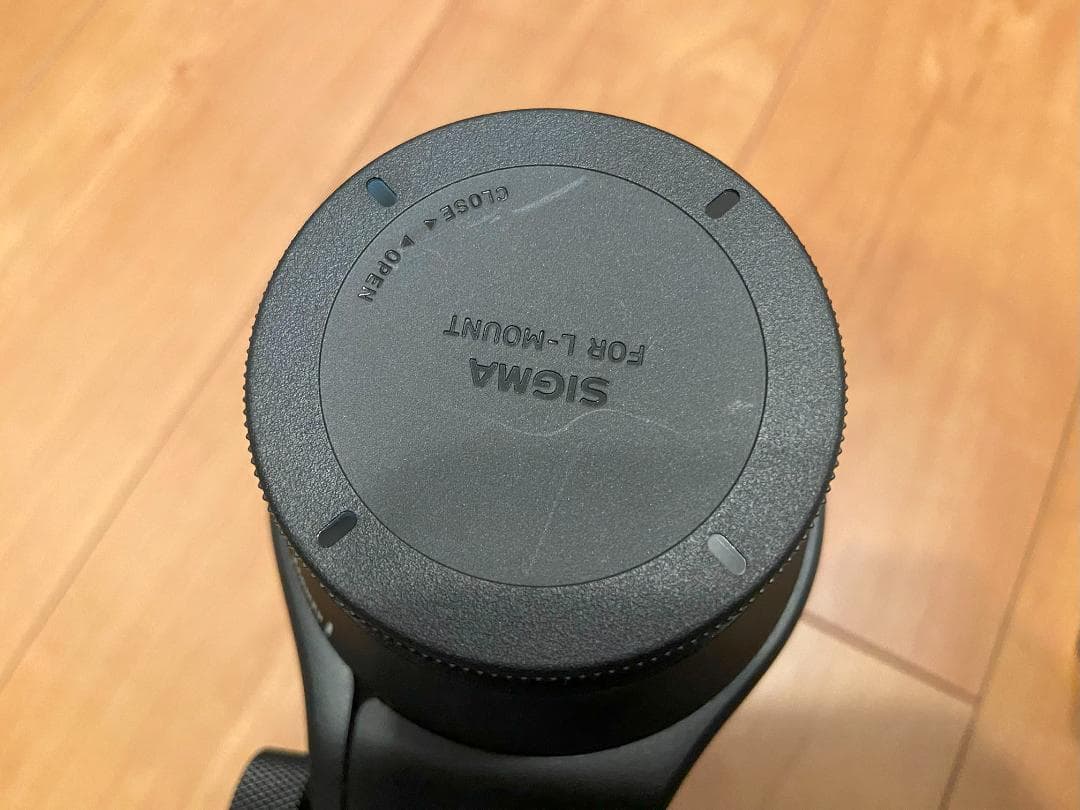 SIGMA
FOR L-MOUNT
OPEN ◀ ▶ CLOSE